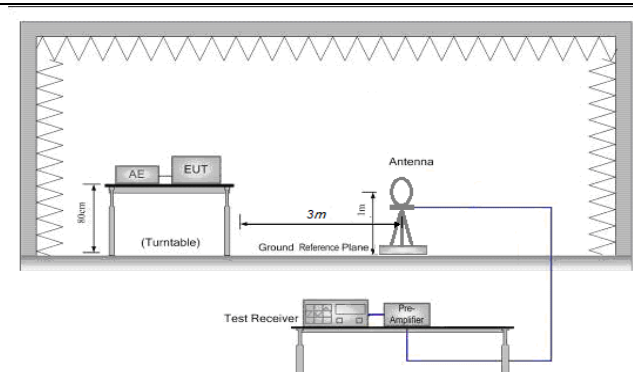 Antenna
AE
EUT
80cm
1m
3m
(Turntable)
Ground Reference Plane
Test Receiver
Pre-
Amplifier